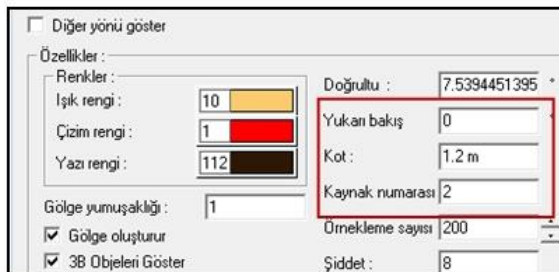 Diğer yönü göster
Özellikler :
Renkler :
Işık rengi : 10
Çizim rengi : 1
Yazı rengi : 112
Gölge yumuşaklığı : 1
Gölge oluşturur
3B Objeleri Göster
Doğrultu : 7.5394451395 °
Yukarı bakış 0
Kot : 1.2 m
Kaynak numarası 2
Örnekleme sayısı 200
Şiddet : 8